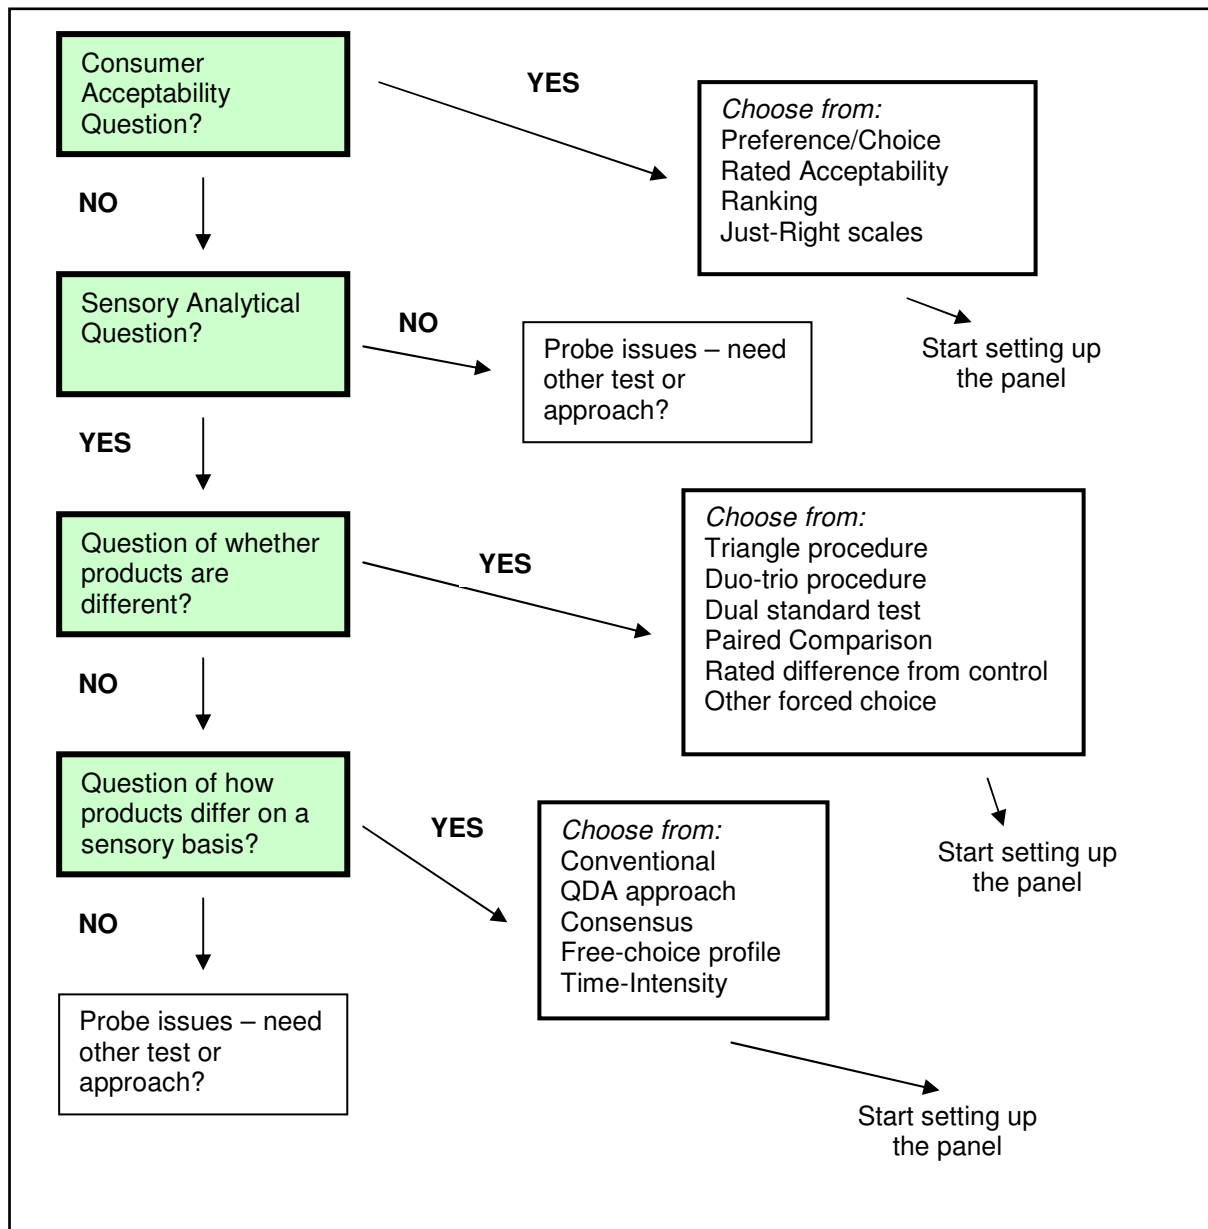 Consumer
Acceptability
Question?
YES
Choose from:
Preference/Choice
Rated Acceptability
Ranking
Just-Right scales
NO
Start setting up
the panel
Sensory Analytical
Question?
NO
Probe issues – need
other test or
approach?
YES
Question of whether
products are
different?
YES
Choose from:
Triangle procedure
Duo-trio procedure
Dual standard test
Paired Comparison
Rated difference from control
Other forced choice
NO
Start setting up
the panel
Question of how
products differ on a
sensory basis?
YES
Choose from:
Conventional
QDA approach
Consensus
Free-choice profile
Time-Intensity
NO
Probe issues – need
other test or
approach?
Start setting up
the panel